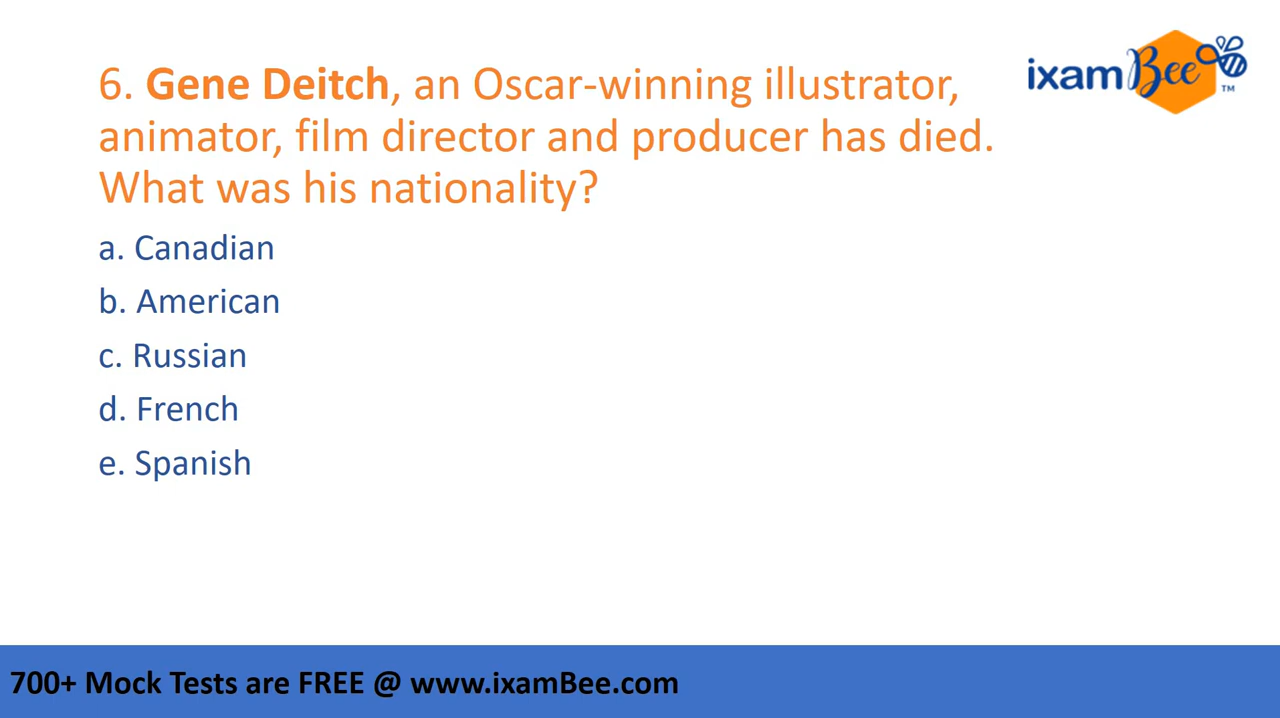 6. Gene Deitch, an Oscar-winning illustrator,
animator, film director and producer has died.
What was his nationality?
a. Canadian
b. American
c. Russian
d. French
e. Spanish
ixamBee TM
700+ Mock Tests are FREE @ www.ixamBee.com